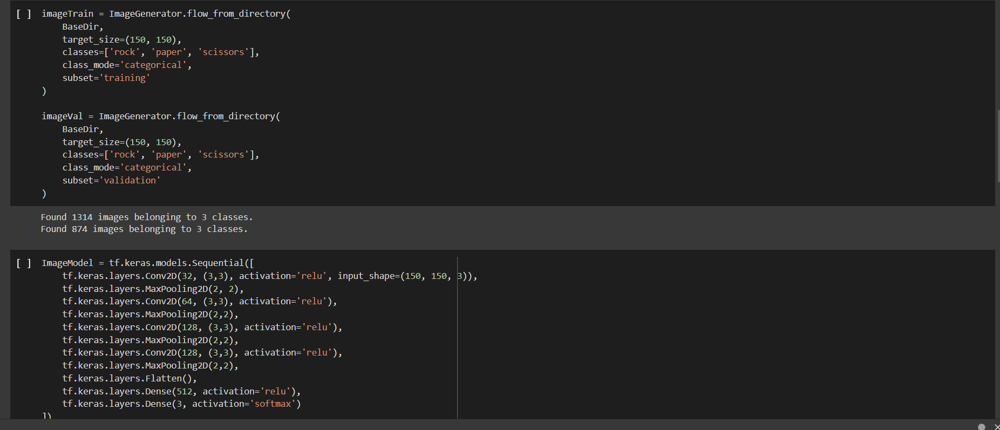 [ ] imageTrain = ImageGenerator.flow_from_directory(
    BaseDir,
    target_size=(150, 150),
    classes=['rock', 'paper', 'scissors'],
    class_mode='categorical',
    subset='training'
)
imageVal = ImageGenerator.flow_from_directory(
    BaseDir,
    target_size=(150, 150),
    classes=['rock', 'paper', 'scissors'],
    class_mode='categorical',
    subset='validation'
)
Found 1314 images belonging to 3 classes.
Found 874 images belonging to 3 classes.
[ ] ImageModel = tf.keras.models.Sequential([
    tf.keras.layers.Conv2D(32, (3,3), activation='relu', input_shape=(150, 150, 3)),
    tf.keras.layers.MaxPooling2D(2, 2),
    tf.keras.layers.Conv2D(64, (3,3), activation='relu'),
    tf.keras.layers.MaxPooling2D(2,2),
    tf.keras.layers.Conv2D(128, (3,3), activation='relu'),
    tf.keras.layers.MaxPooling2D(2,2),
    tf.keras.layers.Conv2D(128, (3,3), activation='relu'),
    tf.keras.layers.MaxPooling2D(2,2),
    tf.keras.layers.Flatten(),
    tf.keras.layers.Dense(512, activation='relu'),
    tf.keras.layers.Dense(3, activation='softmax')
])